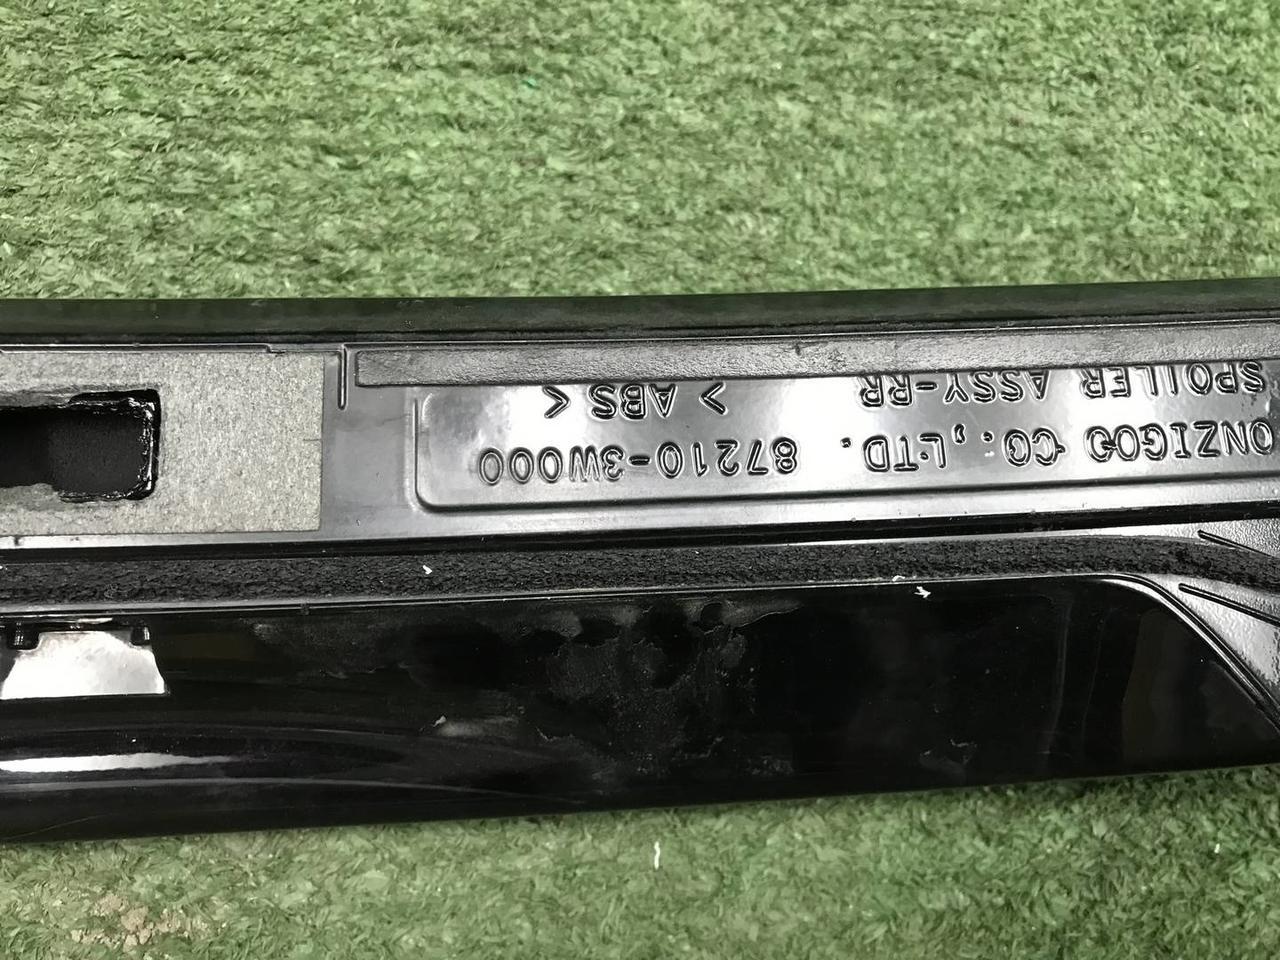 ONZIGOO CO., LTD. 87210-3W000
SPOILER ASSY-RR > ABS <